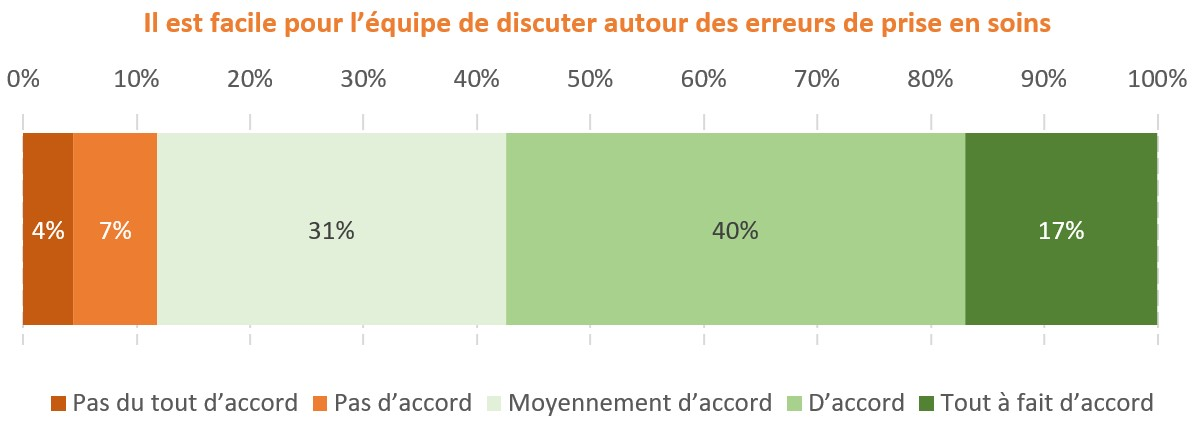 Il est facile pour l’équipe de discuter autour des erreurs de prise en soins
0% 10% 20% 30% 40% 50% 60% 70% 80% 90% 100%
4% 7% 31% 40% 17%
Pas du tout d’accord Pas d’accord Moyennement d’accord D’accord Tout à fait d’accord